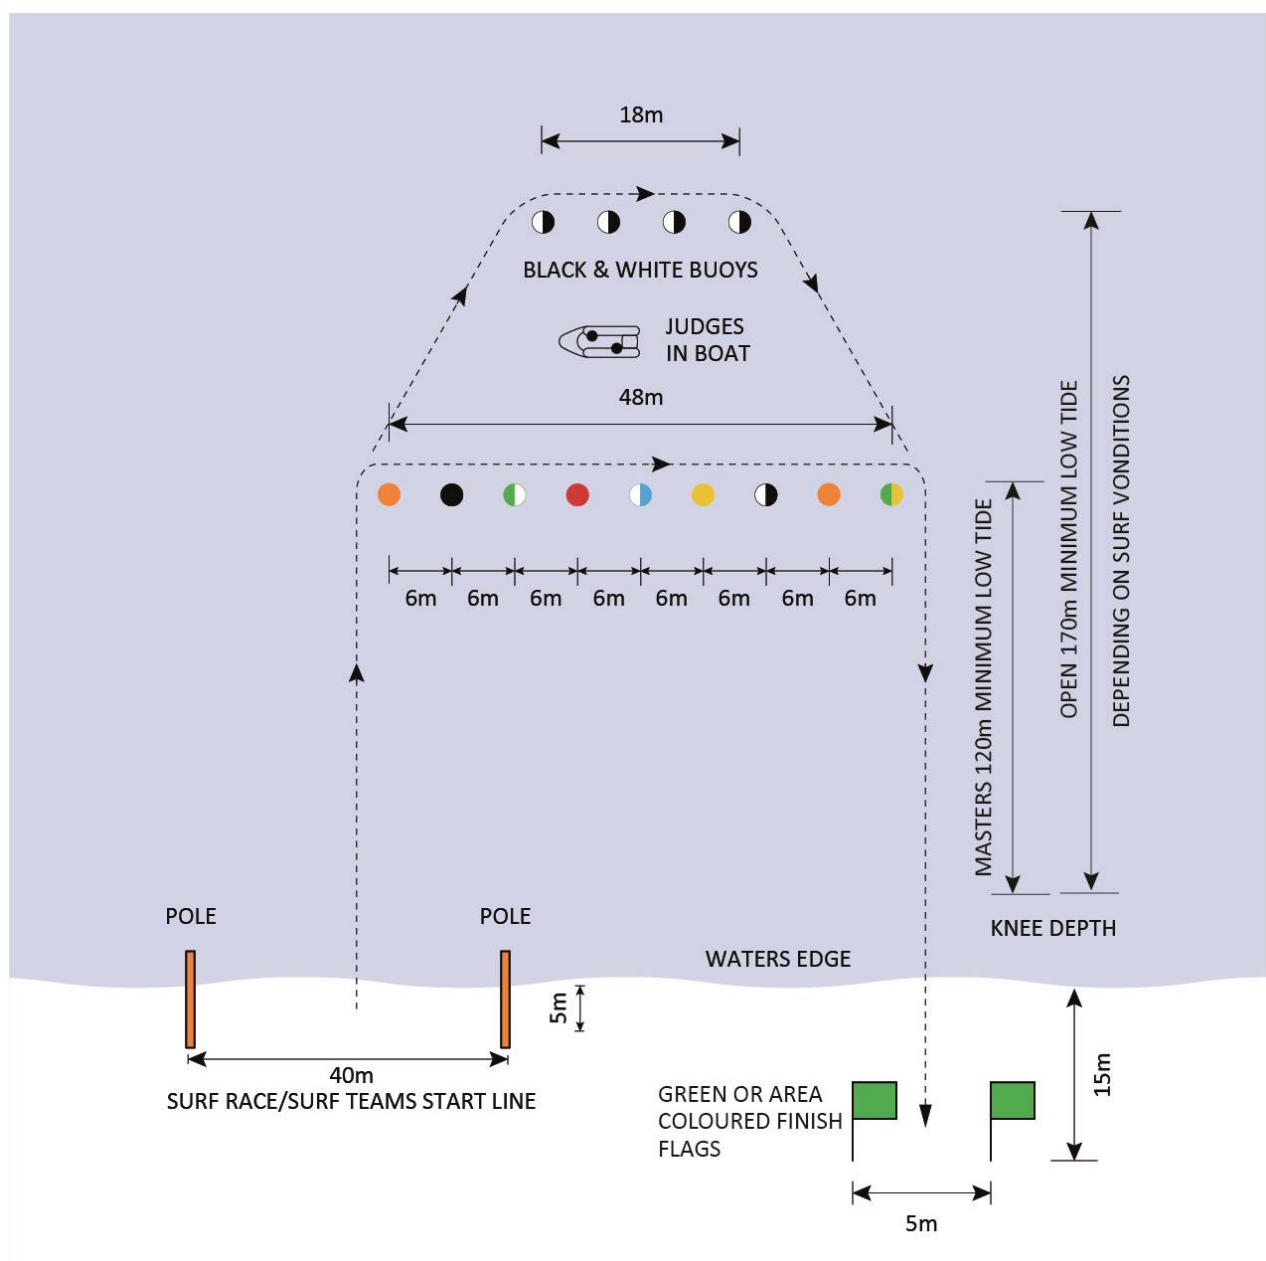 18m
BLACK & WHITE BUOYS
JUDGES
IN BOAT
48m
6m 6m 6m 6m 6m 6m 6m 6m
MASTERS 120m MINIMUM LOW TIDE
OPEN 170m MINIMUM LOW TIDE
DEPENDING ON SURF VONDITIONS
POLE
POLE
KNEE DEPTH
WATERS EDGE
5m
40m
SURF RACE/SURF TEAMS START LINE
GREEN OR AREA
COLOURED FINISH
FLAGS
15m
5m